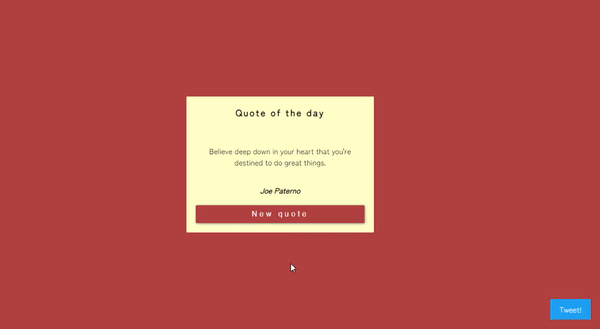 Quote of the day
Believe deep down in your heart that you're
destined to do great things.
Joe Paterno
New quote
Tweet!